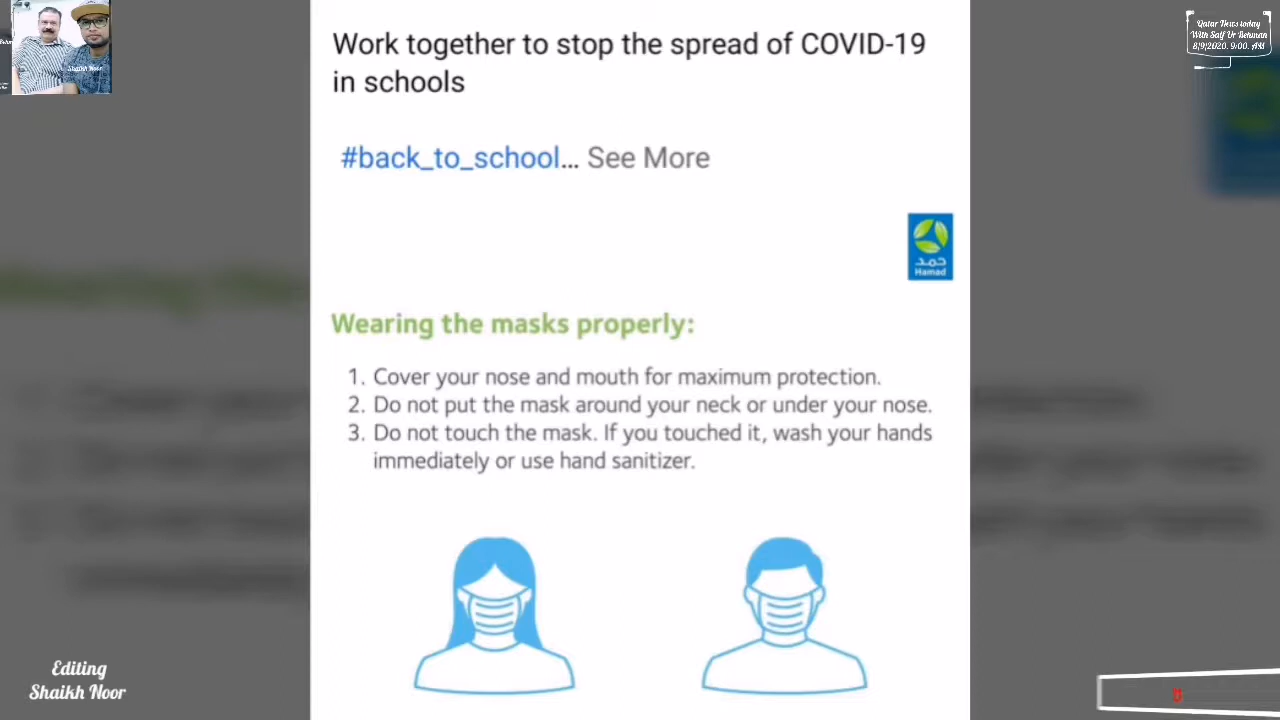 Qatar News today
With Saif Ur Rehman
8/9/2020. 9:00. AM
Shaikh Noor
Work together to stop the spread of COVID-19
in schools
#back_to_school... See More
حمد
Hamad
Wearing the masks properly:
1. Cover your nose and mouth for maximum protection.
2. Do not put the mask around your neck or under your nose.
3. Do not touch the mask. If you touched it, wash your hands
immediately or use hand sanitizer.
Editing
Shaikh Noor